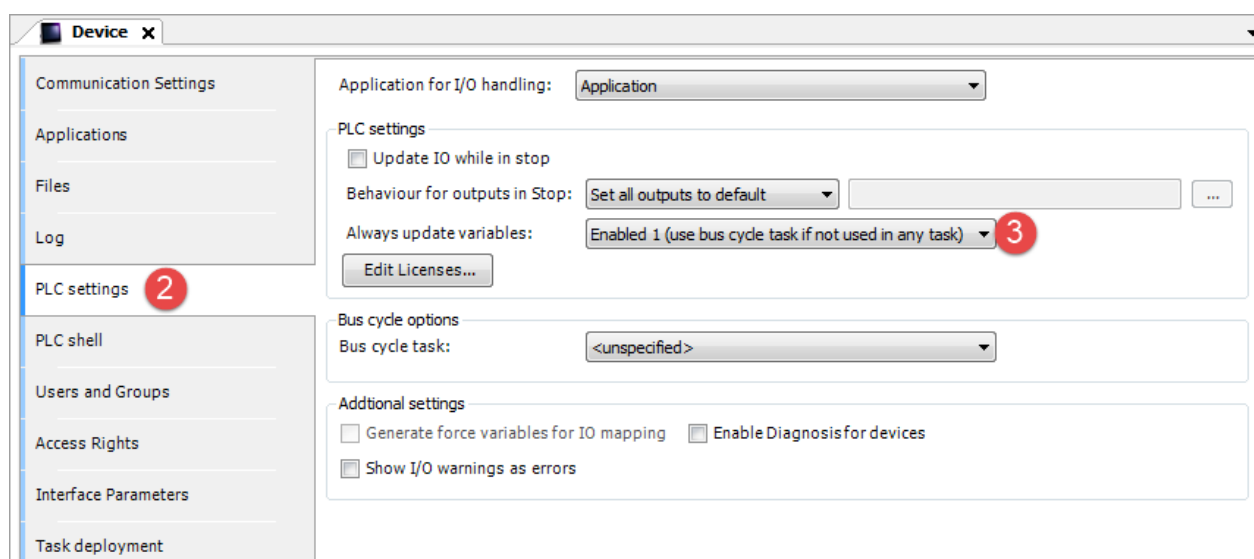 Device
Communication Settings
Applications
Files
Log
PLC settings 2
PLC shell
Users and Groups
Access Rights
Interface Parameters
Task deployment
Application for I/O handling: Application
PLC settings
Update IO while in stop
Behaviour for outputs in Stop: Set all outputs to default ...
Always update variables: Enabled 1 (use bus cycle task if not used in any task) 3
Edit Licenses...
Bus cycle options
Bus cycle task: <unspecified>
Addtional settings
Generate force variables for IO mapping Enable Diagnosis for devices
Show I/O warnings as errors